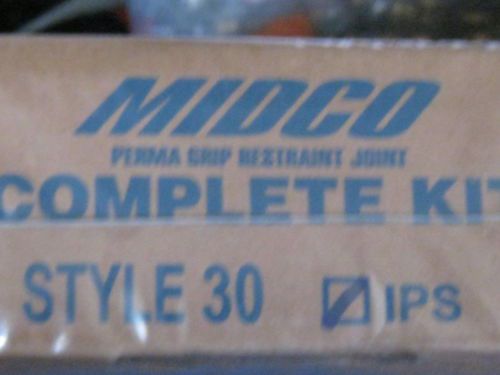 MIDCO
PERMA GRIP RESTRAINT JOINT
COMPLETE KIT
STYLE 30 IPS